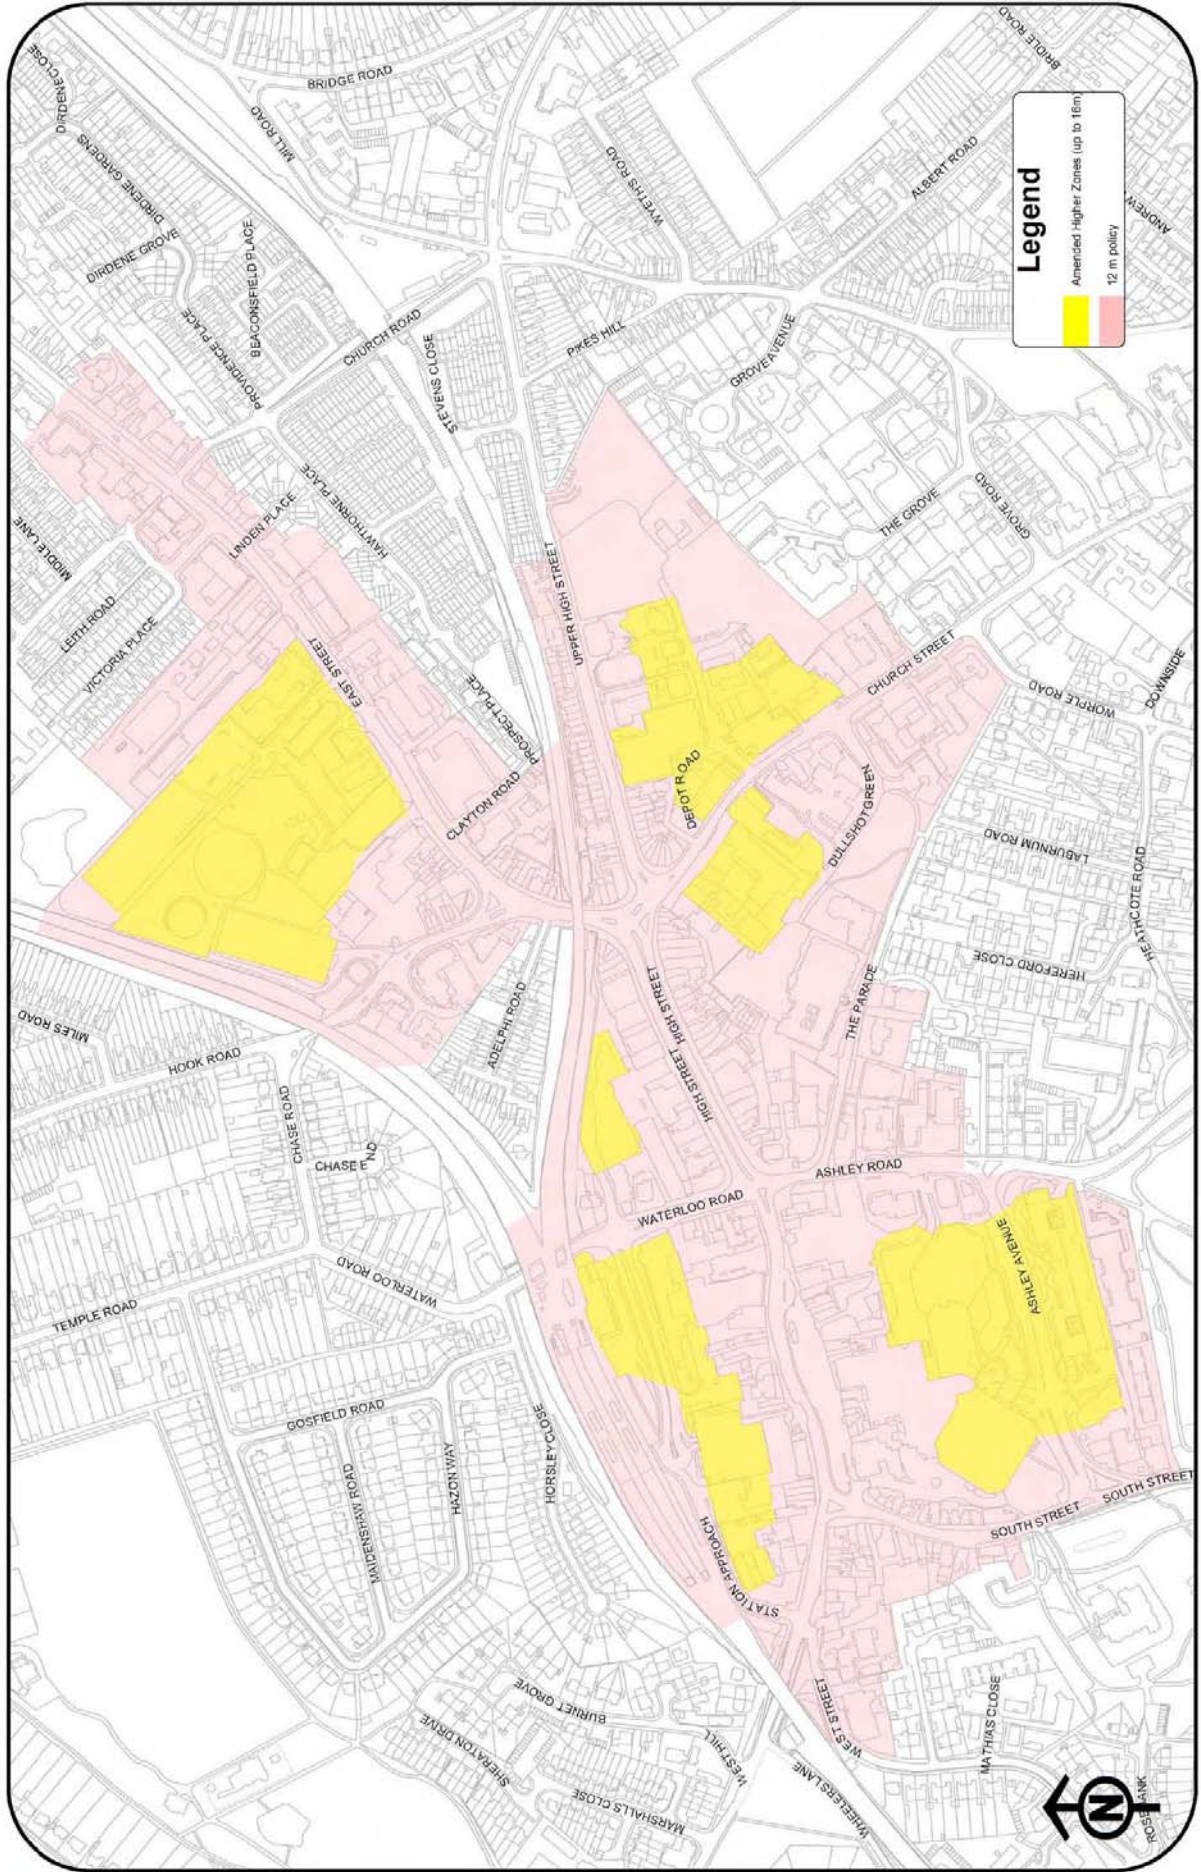 DIRDENE CLOSE
BRIDGE ROAD
BRIDLE ROAD
MILL ROAD
DIRDENE GARDENS
DIRDENE GROVE
BEACONSFIELD PLACE
PROVIDENCE PLACE
CHURCH ROAD
STEVENS CLOSE
WYETH'S ROAD
ALBERT ROAD
PIKES HILL
GROVE AVENUE
Legend
Amended Higher Zones (up to 16m)
12 m policy
MIDDLE LANE
LEITH ROAD
VICTORIA PLACE
LINDEN PLACE
HAWTHORNE PLACE
EAST STREET
PROSPECT PLACE
CLAYTON ROAD
UPPER HIGH STREET
THE GROVE
GROVE ROAD
CHURCH STREET
WORPLE ROAD
DOWNSIDE
DEPOT ROAD
DULLSHOT GREEN
LABURNUM ROAD
HEATHCOTE ROAD
HEREFORD CLOSE
THE PARADE
HIGH STREET
HIGH STREET
MILES ROAD
HOOK ROAD
ADELPHI ROAD
CHASE ROAD
CHASE END
ASHLEY ROAD
WATERLOO ROAD
WATERLOO ROAD
ASHLEY AVENUE
TEMPLE ROAD
GOSFIELD ROAD
MAIDENSHAW ROAD
HAZON WAY
HORSLEY CLOSE
STATION APPROACH
SOUTH STREET
SOUTH STREET
WEST STREET
BURNET GROVE
SHERATON DRIVE
MARSHALLS CLOSE
WEST HILL
WHEELERS LANE
MATHIAS CLOSE
N